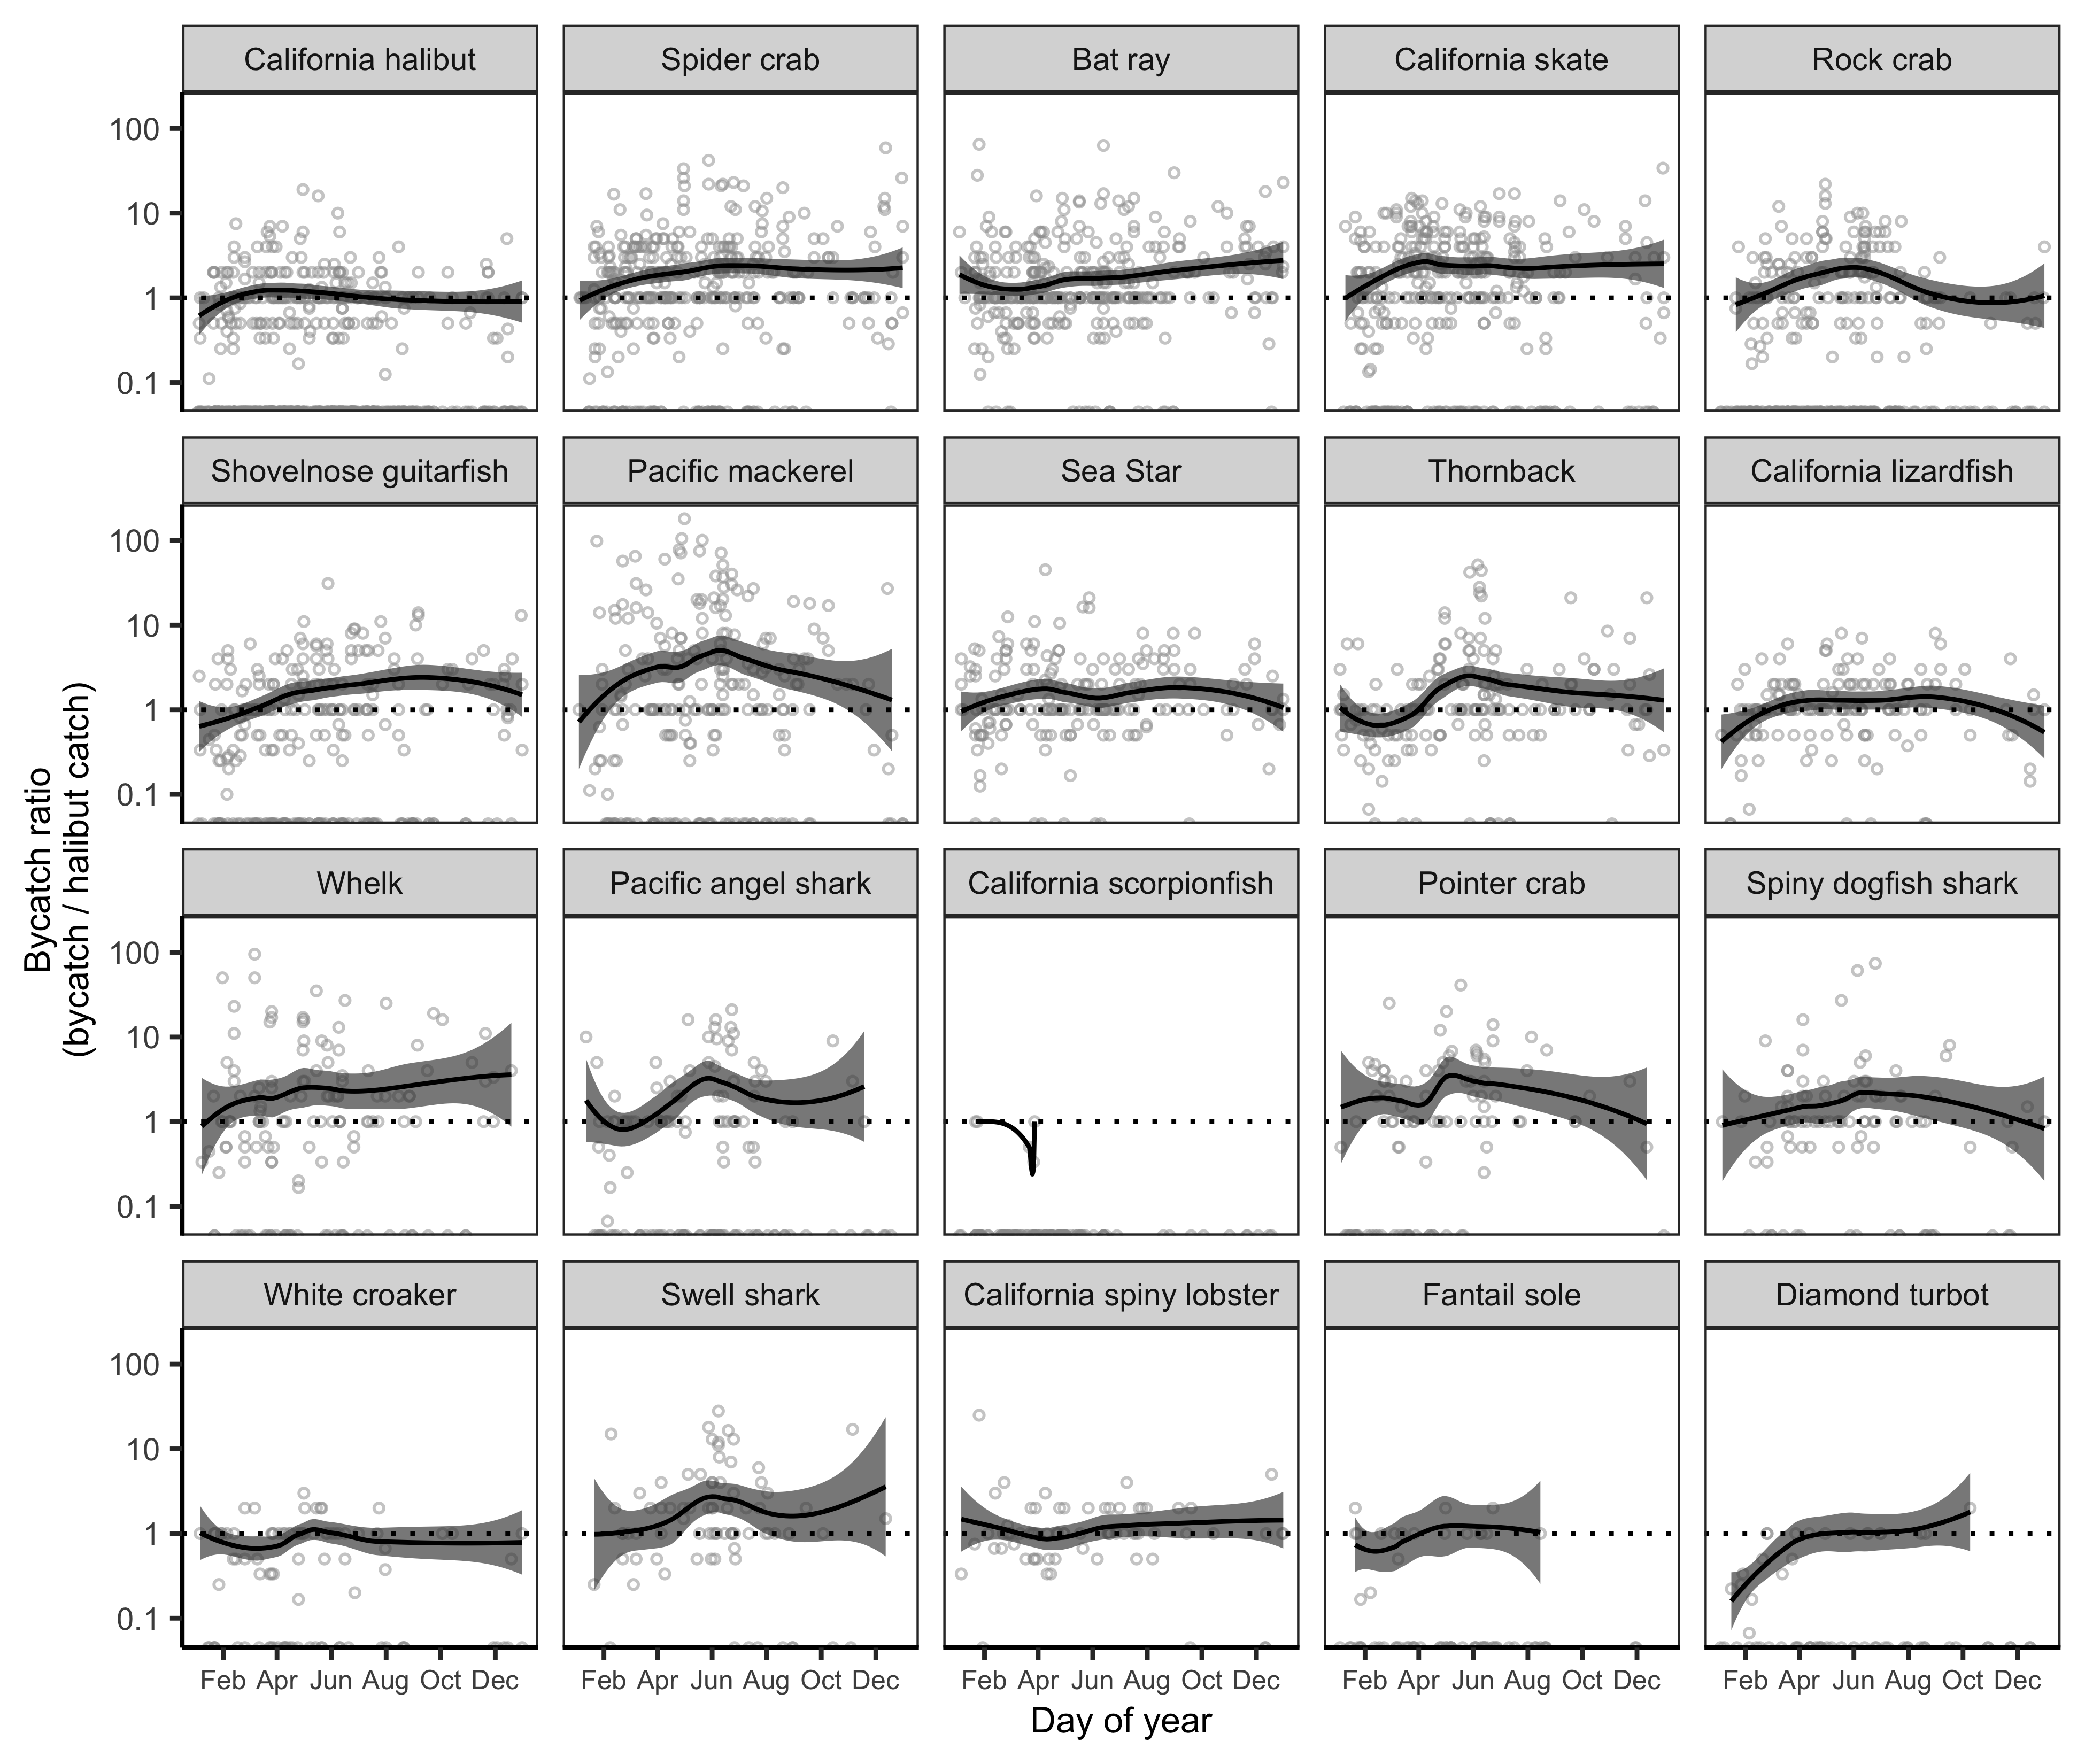 California halibut
Spider crab
Bat ray
California skate
Rock crab
100
10
1
0.1
Shovelnose guitarfish
Pacific mackerel
Sea Star
Thornback
California lizardfish
100
10
1
0.1
Whelk
Pacific angel shark
California scorpionfish
Pointer crab
Spiny dogfish shark
100
10
1
0.1
White croaker
Swell shark
California spiny lobster
Fantail sole
Diamond turbot
100
10
1
0.1
Feb Apr Jun Aug Oct Dec
Feb Apr Jun Aug Oct Dec
Feb Apr Jun Aug Oct Dec
Feb Apr Jun Aug Oct Dec
Feb Apr Jun Aug Oct Dec
Day of year
Bycatch ratio
(bycatch / halibut catch)